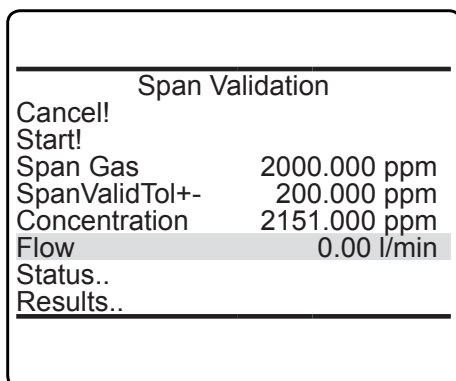 Span Validation
Cancel!
Start!
Span Gas 2000.000 ppm
SpanValidTol+- 200.000 ppm
Concentration 2151.000 ppm
Flow 0.00 l/min
Status..
Results..